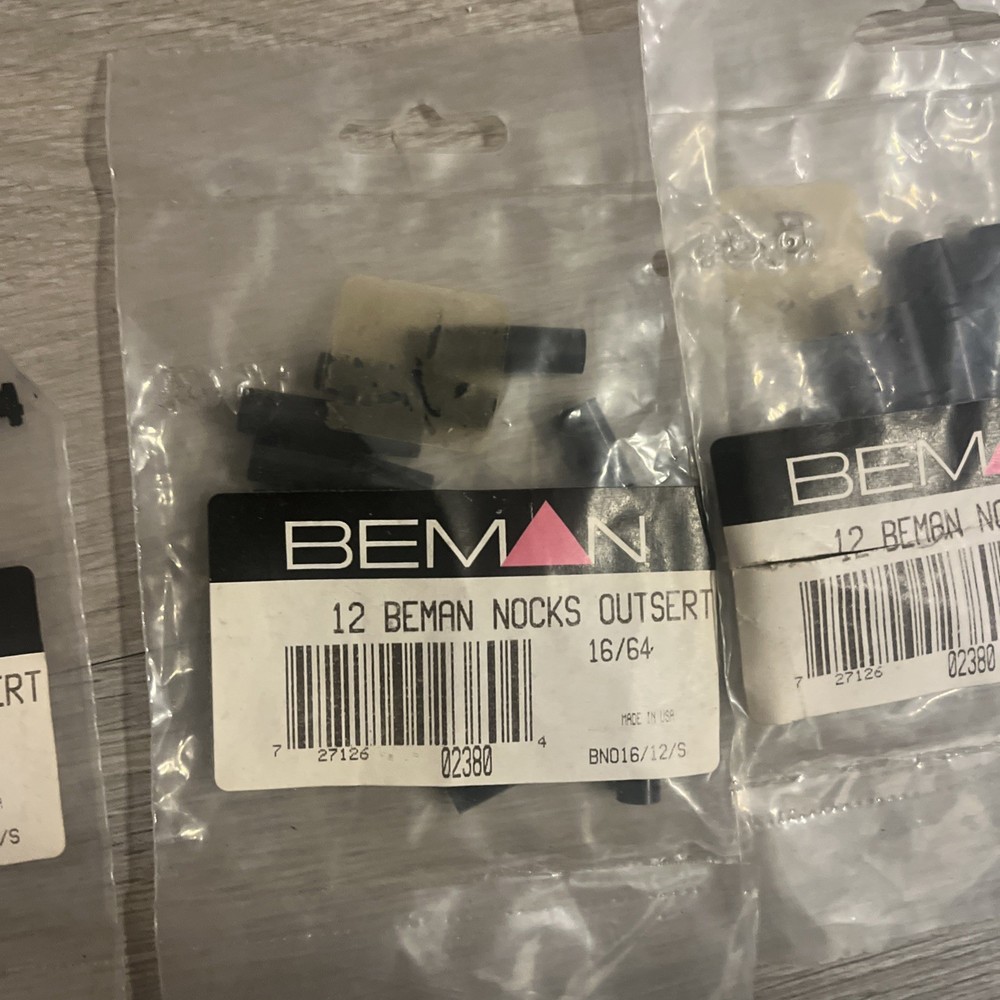 BEMAN
12 BEMAN NOCKS OUTSERT
16/64
MADE IN USA
7 27126 02380 4
BNO16/12/S
ERT
/S
BEMA
12 BEMAN NO
7 27126 02380